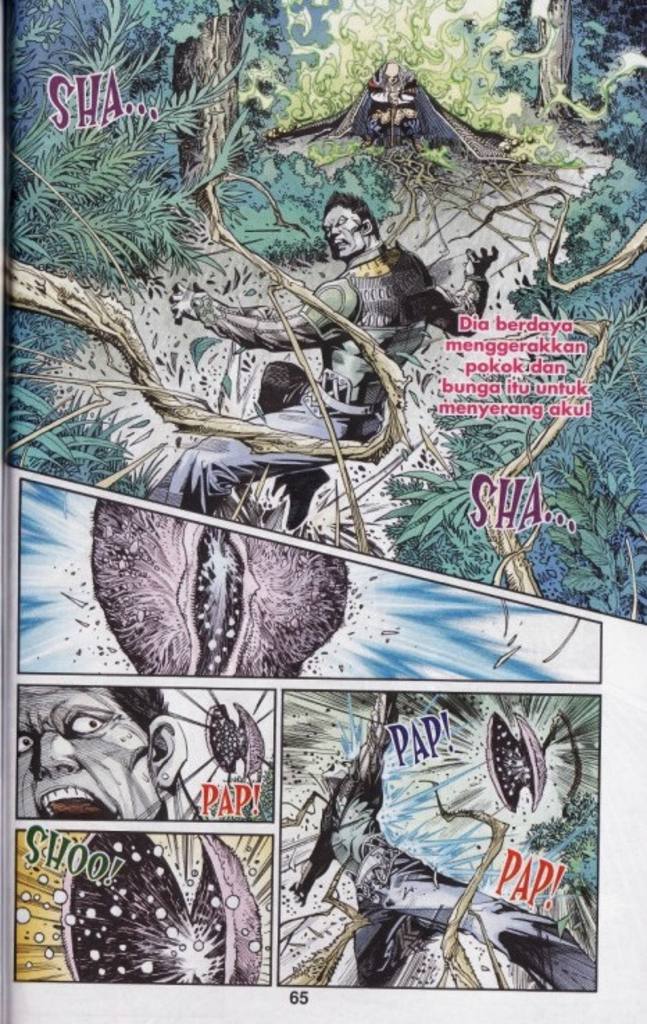 SHA...
Dia berdaya
menggerakkan
pokok dan
bunga itu untuk
menyerang aku!
SHA...
PAP!
SHOO!
PAP!
PAP!
65